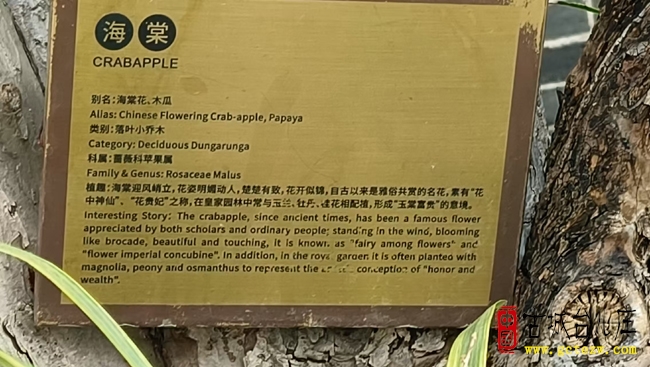 海棠
CRABAPPLE
别名：海棠花、木瓜
Alias: Chinese Flowering Crab-apple, Papaya
类别：落叶小乔木
Category: Deciduous Dungarunga
科属：蔷薇科苹果属
Family & Genus: Rosaceae Malus
植趣：海棠迎风峭立，花姿明媚动人，楚楚有致，花开似锦，自古以来是雅俗共赏的名花，素有“花
中神仙”、“花贵妃”之称，在皇家园林中常与玉兰、牡丹、桂花相配植，形成“玉棠富贵”的意境。
Interesting Story: The crabapple, since ancient times, has been a famous flower
appreciated by both scholars and ordinary people; standing in the wind, blooming
like brocade, beautiful and touching, it is known as "fairy among flowers" and
"flower imperial concubine". In addition, in the royal garden it is often planted with
magnolia, peony and osmanthus to represent the conception of "honor and
wealth".
www.gctezw.com